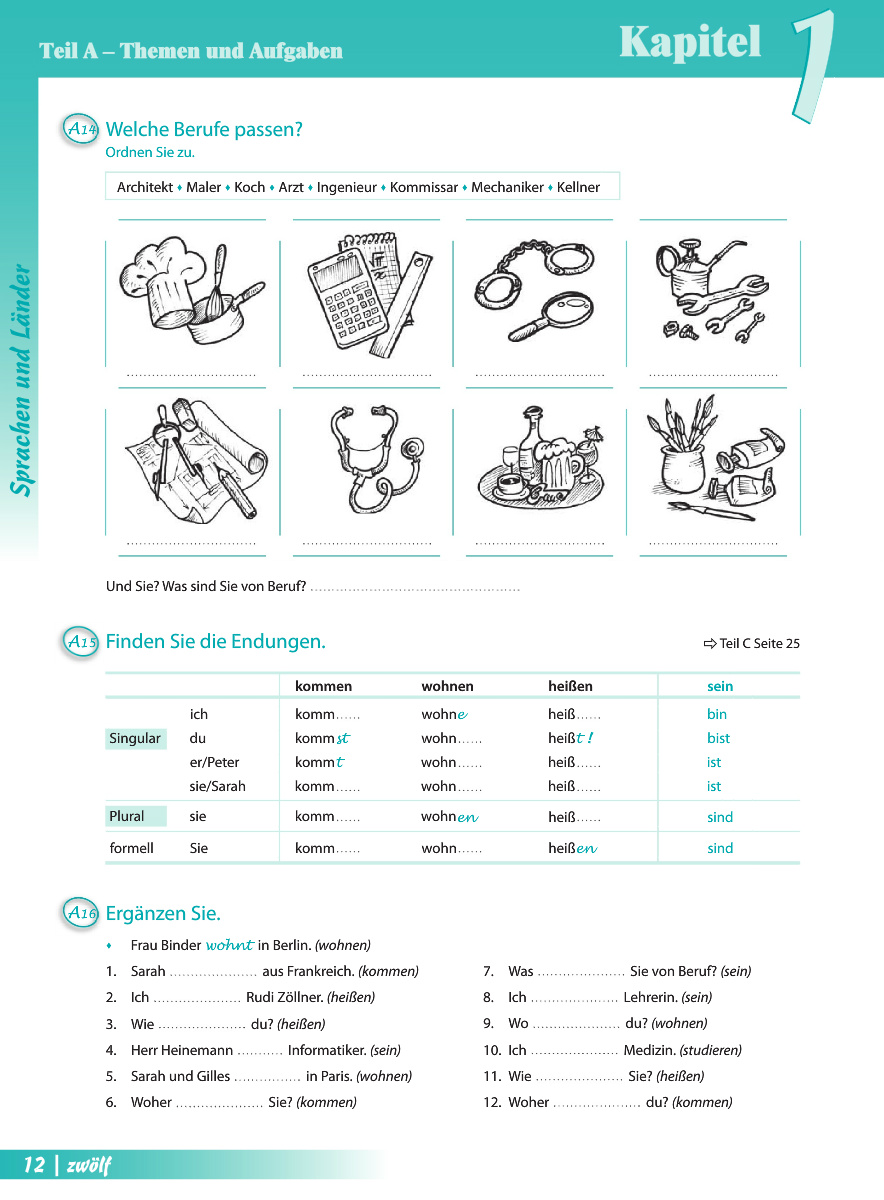 Teil A – Themen und Aufgaben
Kapitel 1
Sprachen und Länder
A14 Welche Berufe passen?
Ordnen Sie zu.
Architekt ♦ Maler ♦ Koch ♦ Arzt ♦ Ingenieur ♦ Kommissar ♦ Mechaniker ♦ Kellner
.............................. .............................. .............................. ..............................
.............................. .............................. .............................. ..............................
Und Sie? Was sind Sie von Beruf? ..................................................
A15 Finden Sie die Endungen. ⇨ Teil C Seite 25
kommen wohnen heißen sein
ich komm...... wohne heiß...... bin
Singular du kommst wohn...... heißt! bist
er/Peter kommt wohn...... heiß...... ist
sie/Sarah komm...... wohn...... heiß...... ist
Plural sie komm...... wohnen heiß...... sind
formell Sie komm...... wohn...... heißen sind
A16 Ergänzen Sie.
♦ Frau Binder wohnt in Berlin. (wohnen)
1. Sarah ..................... aus Frankreich. (kommen)
2. Ich ..................... Rudi Zöllner. (heißen)
3. Wie ..................... du? (heißen)
4. Herr Heinemann ........... Informatiker. (sein)
5. Sarah und Gilles ................ in Paris. (wohnen)
6. Woher ..................... Sie? (kommen)
7. Was ..................... Sie von Beruf? (sein)
8. Ich ..................... Lehrerin. (sein)
9. Wo ..................... du? (wohnen)
10. Ich ..................... Medizin. (studieren)
11. Wie ..................... Sie? (heißen)
12. Woher ..................... du? (kommen)
12 | zwölf